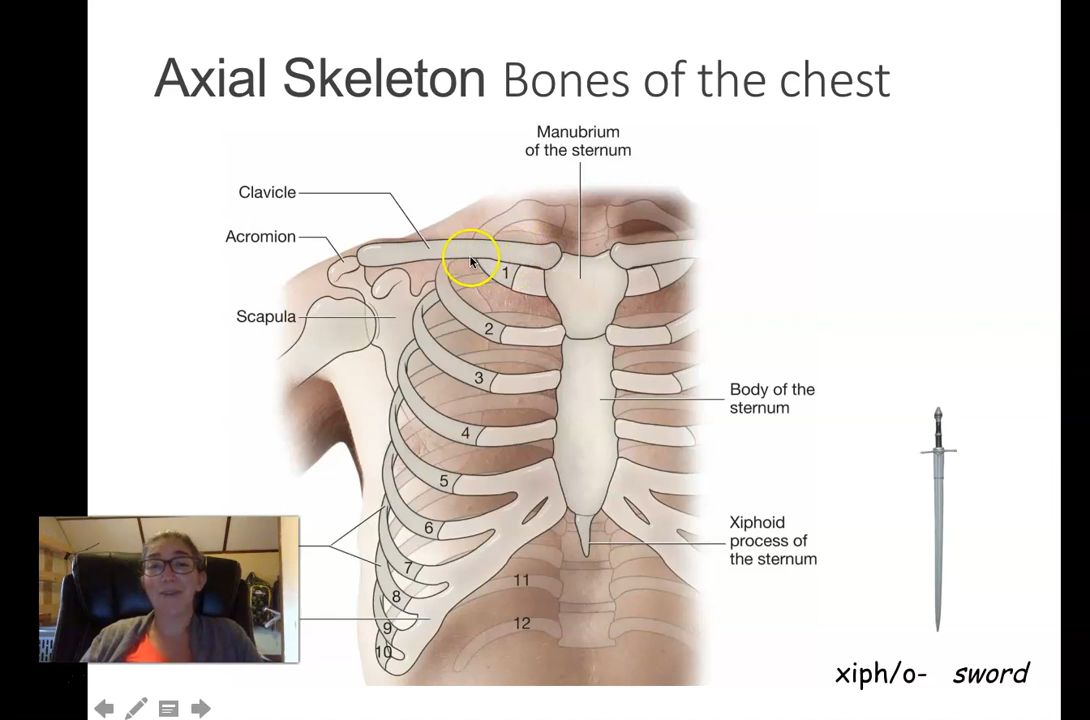 Axial Skeleton Bones of the chest
Manubrium
of the sternum
Clavicle
Acromion
Scapula
1
2
3
4
5
6
7
8
9
10
11
12
Body of the
sternum
Xiphoid
process of
the sternum
xiph/o- sword